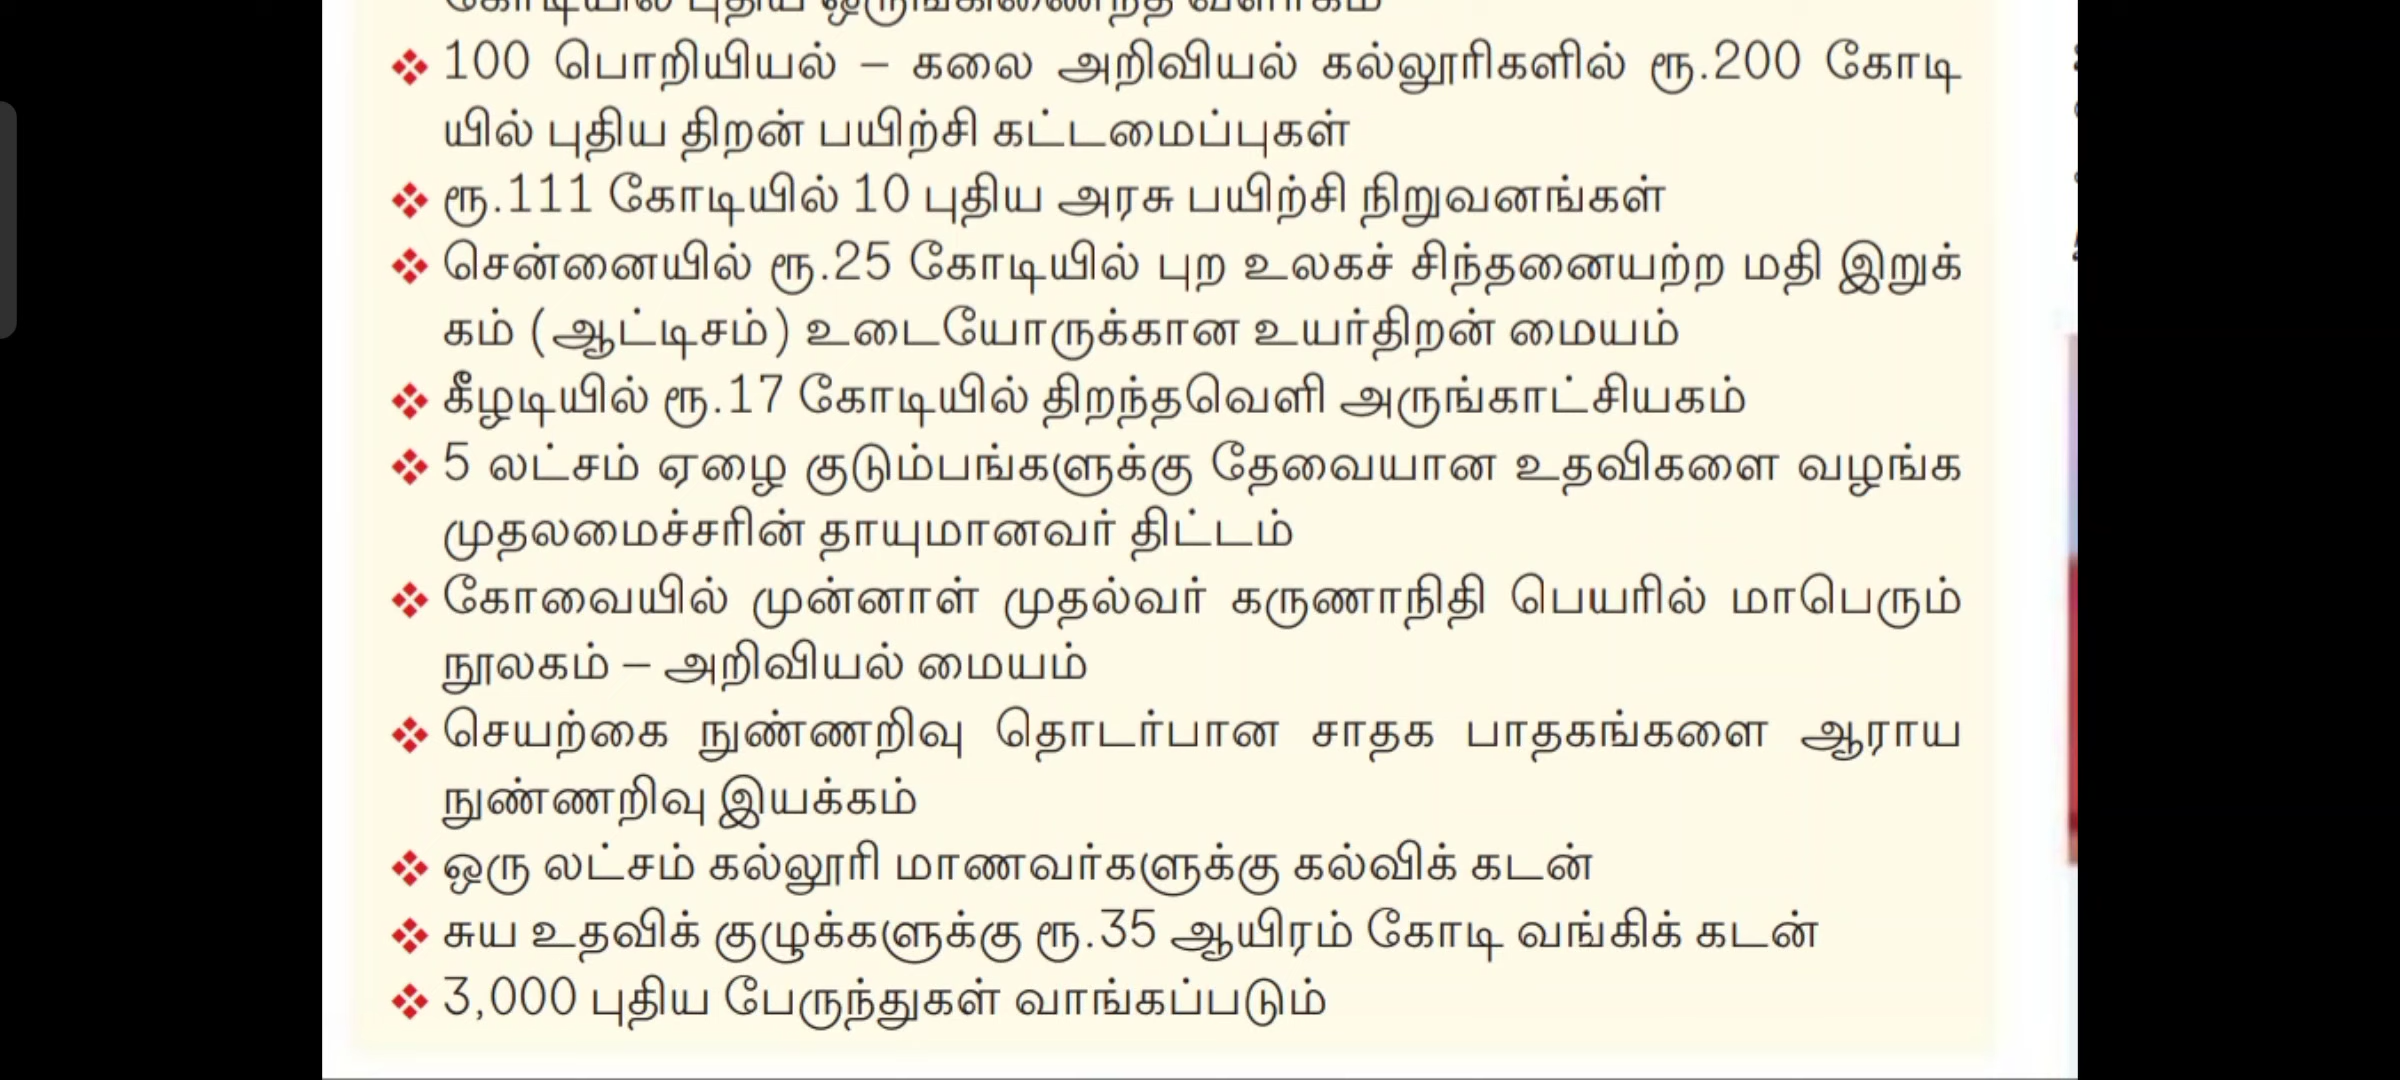 கோடியில் புதிய ஒருங்கிணைந்த வளாகம்
❖ 100 பொறியியல் – கலை அறிவியல் கல்லூரிகளில் ரூ.200 கோடி
யில் புதிய திறன் பயிற்சி கட்டமைப்புகள்
❖ ரூ.111 கோடியில் 10 புதிய அரசு பயிற்சி நிறுவனங்கள்
❖ சென்னையில் ரூ.25 கோடியில் புற உலகச் சிந்தனையற்ற மதி இறுக்
கம் (ஆட்டிசம்) உடையோருக்கான உயர்திறன் மையம்
❖ கீழடியில் ரூ.17 கோடியில் திறந்தவெளி அருங்காட்சியகம்
❖ 5 லட்சம் ஏழை குடும்பங்களுக்கு தேவையான உதவிகளை வழங்க
முதலமைச்சரின் தாயுமானவர் திட்டம்
❖ கோவையில் முன்னாள் முதல்வர் கருணாநிதி பெயரில் மாபெரும்
நூலகம் – அறிவியல் மையம்
❖ செயற்கை நுண்ணறிவு தொடர்பான சாதக பாதகங்களை ஆராய
நுண்ணறிவு இயக்கம்
❖ ஒரு லட்சம் கல்லூரி மாணவர்களுக்கு கல்விக் கடன்
❖ சுய உதவிக் குழுக்களுக்கு ரூ.35 ஆயிரம் கோடி வங்கிக் கடன்
❖ 3,000 புதிய பேருந்துகள் வாங்கப்படும்